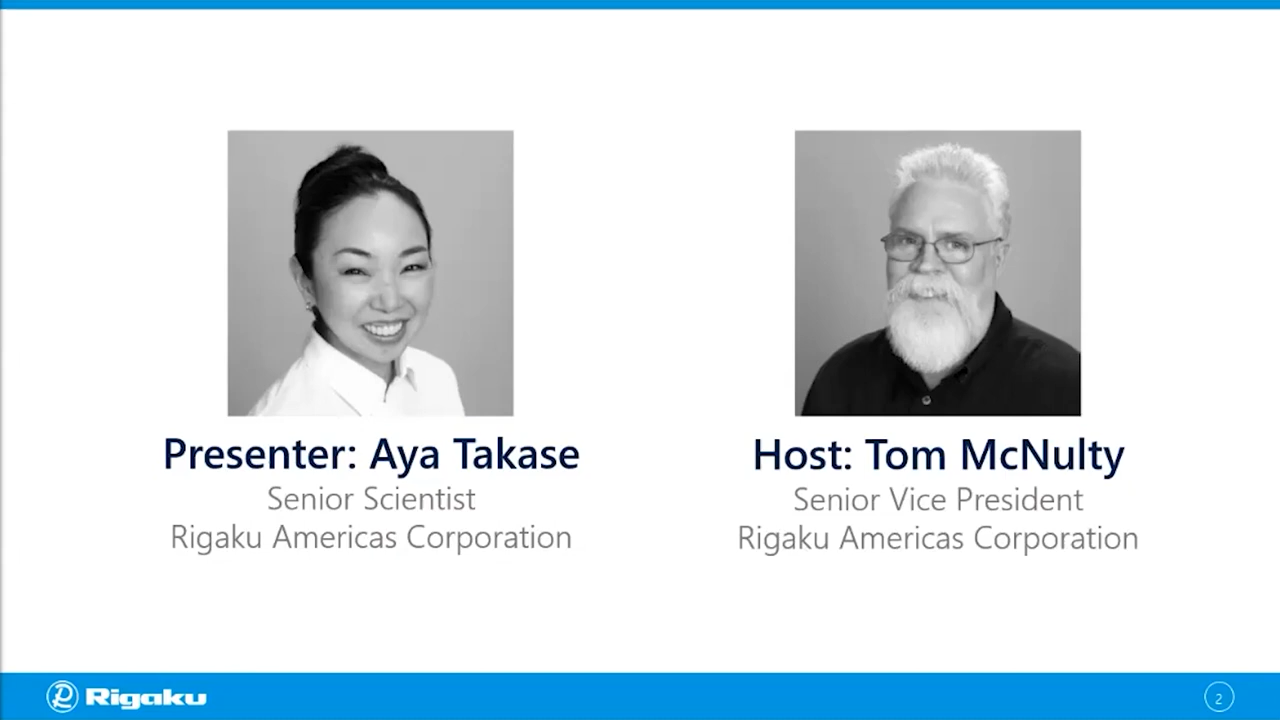 Presenter: Aya Takase
Senior Scientist
Rigaku Americas Corporation
Host: Tom McNulty
Senior Vice President
Rigaku Americas Corporation
Rigaku
2